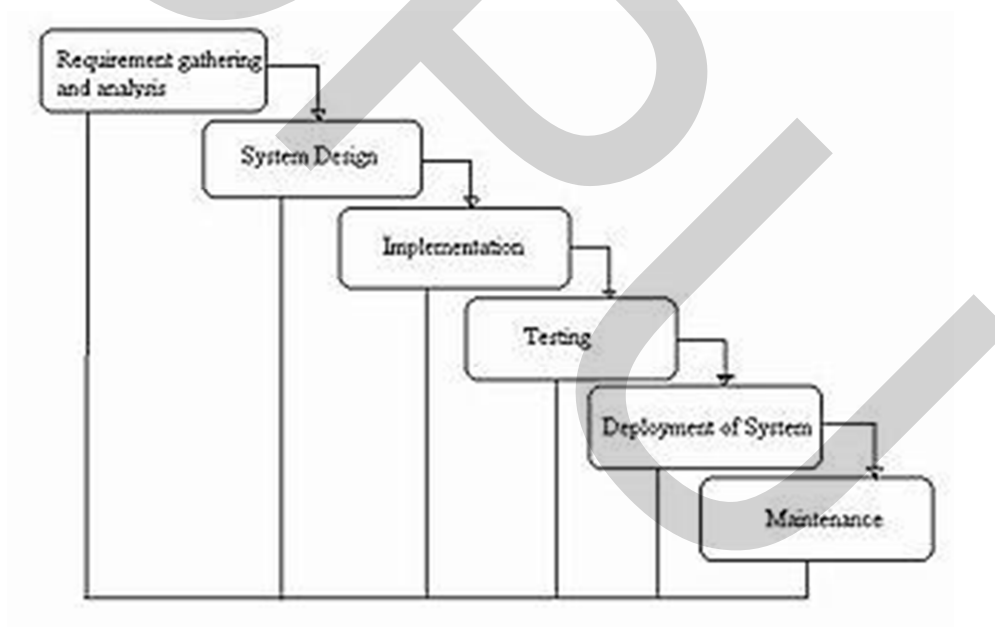 Requirement gathering
and analysis
System Design
Implementation
Testing
Deployment of System
Maintenance